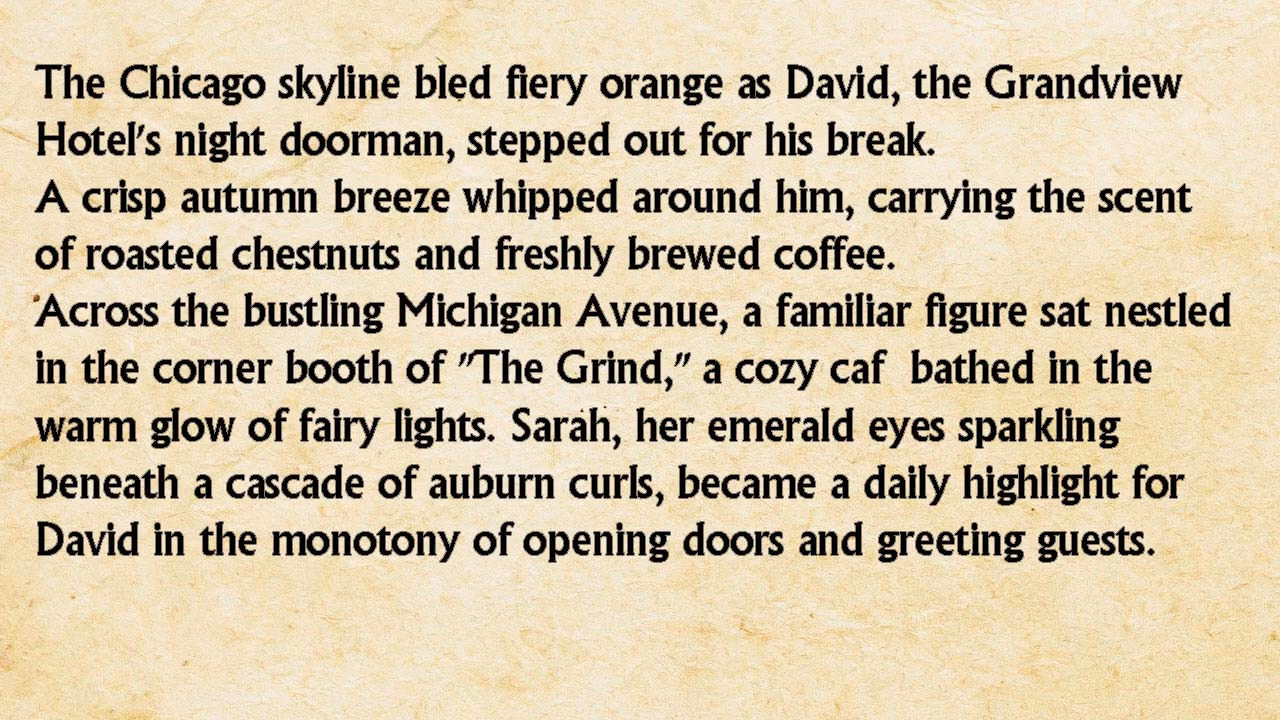 The Chicago skyline bled fiery orange as David, the Grandview
Hotel's night doorman, stepped out for his break.
A crisp autumn breeze whipped around him, carrying the scent
of roasted chestnuts and freshly brewed coffee.
Across the bustling Michigan Avenue, a familiar figure sat nestled
in the corner booth of "The Grind," a cozy caf  bathed in the
warm glow of fairy lights. Sarah, her emerald eyes sparkling
beneath a cascade of auburn curls, became a daily highlight for
David in the monotony of opening doors and greeting guests.